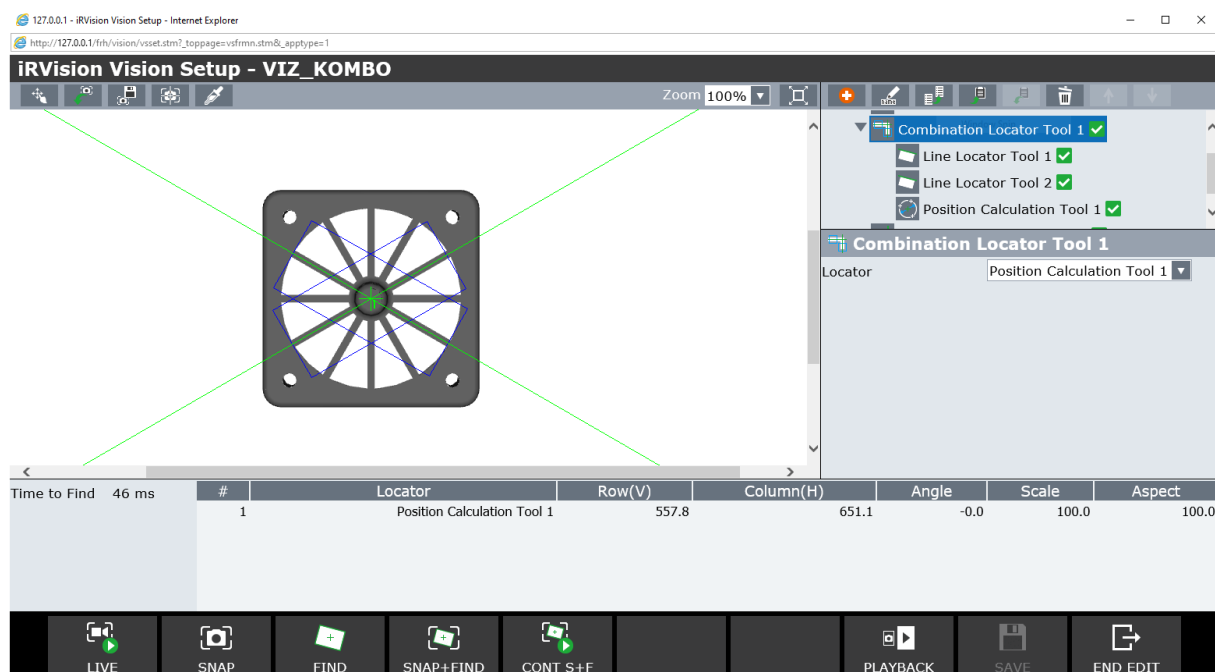 127.0.0.1 - iRVision Vision Setup - Internet Explorer
http://127.0.0.1/frh/vision/vsset.stm?_toppage=vsfrmn.stm&_apptype=1
iRVision Vision Setup - VIZ_KOMBO
Zoom 100%
Combination Locator Tool 1
Line Locator Tool 1
Line Locator Tool 2
Position Calculation Tool 1
Combination Locator Tool 1
Locator Position Calculation Tool 1
Time to Find 46 ms
# Locator Row(V) Column(H) Angle Scale Aspect
1 Position Calculation Tool 1 557.8 651.1 -0.0 100.0 100.0
LIVE SNAP FIND SNAP+FIND CONT S+F PLAYBACK SAVE END EDIT